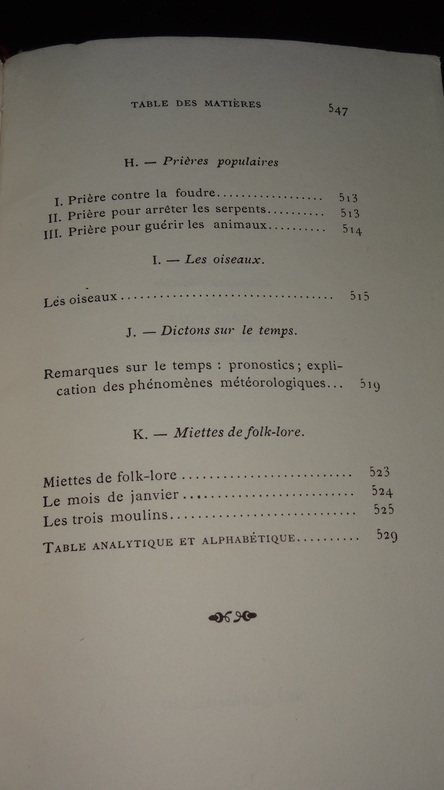 TABLE DES MATIÈRES 547
H. — Prières populaires
I. Prière contre la foudre.................. 513
II. Prière pour arrêter les serpents.......... 513
III. Prière pour guérir les animaux.......... 514
I. — Les oiseaux.
Les oiseaux.................................. 515
J. — Dictons sur le temps.
Remarques sur le temps : pronostics; expli-
cation des phénomènes météorologiques... 519
K. — Miettes de folk-lore.
Miettes de folk-lore .......................... 523
Le mois de janvier .......................... 524
Les trois moulins............................ 525
TABLE ANALYTIQUE ET ALPHABÉTIQUE.......... 529